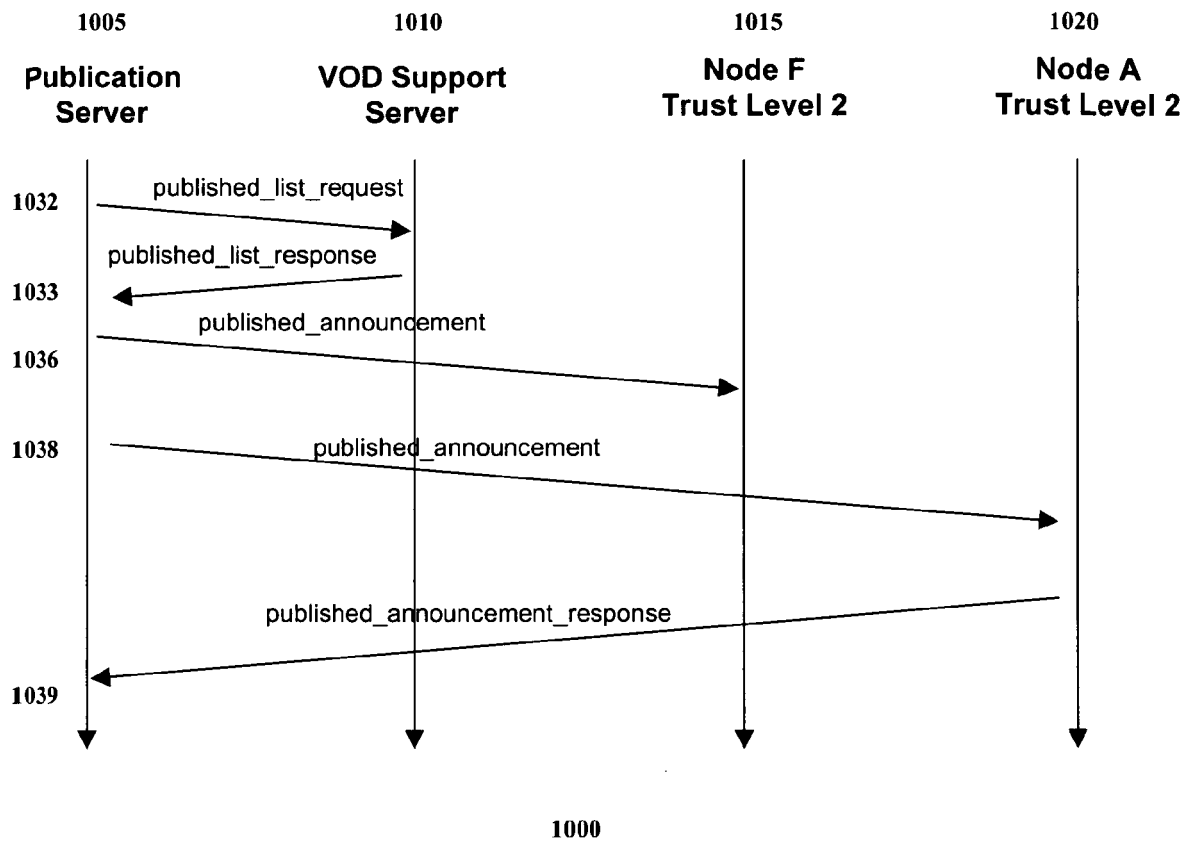 1005
1010
1015
1020
Publication
Server
VOD Support
Server
Node F
Trust Level 2
Node A
Trust Level 2
1032
published_list_request
published_list_response
1033
published_announcement
1036
1038
published_announcement
published_announcement_response
1039
1000